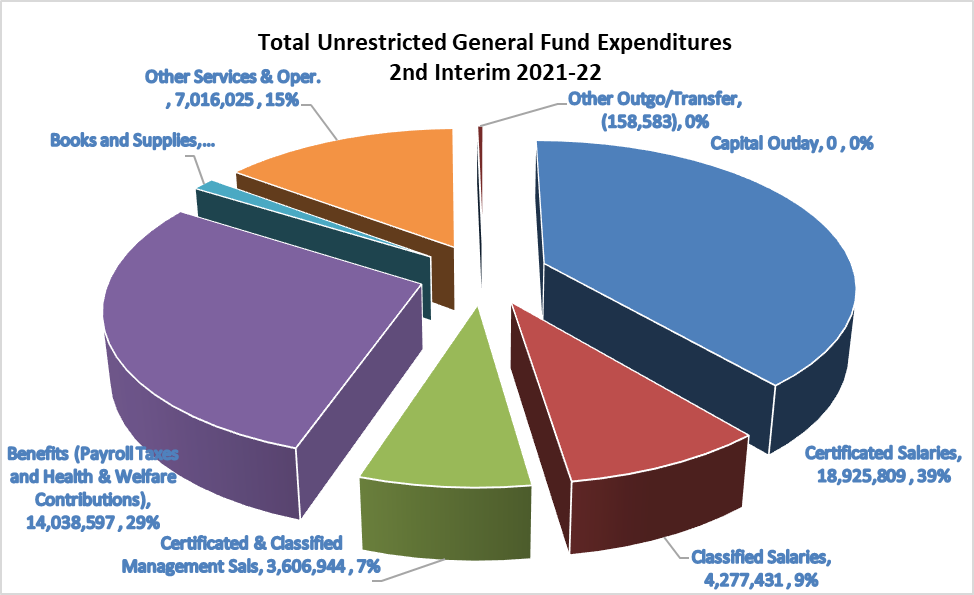 Total Unrestricted General Fund Expenditures
2nd Interim 2021-22
Other Services & Oper.
, 7,016,025 , 15%
Other Outgo/Transfer,
(158,583), 0%
Books and Supplies,...
Capital Outlay, 0 , 0%
Benefits (Payroll Taxes
and Health & Welfare
Contributions),
14,038,597 , 29%
Certificated Salaries,
18,925,809 , 39%
Certificated & Classified
Management Sals, 3,606,944 , 7%
Classified Salaries,
4,277,431 , 9%